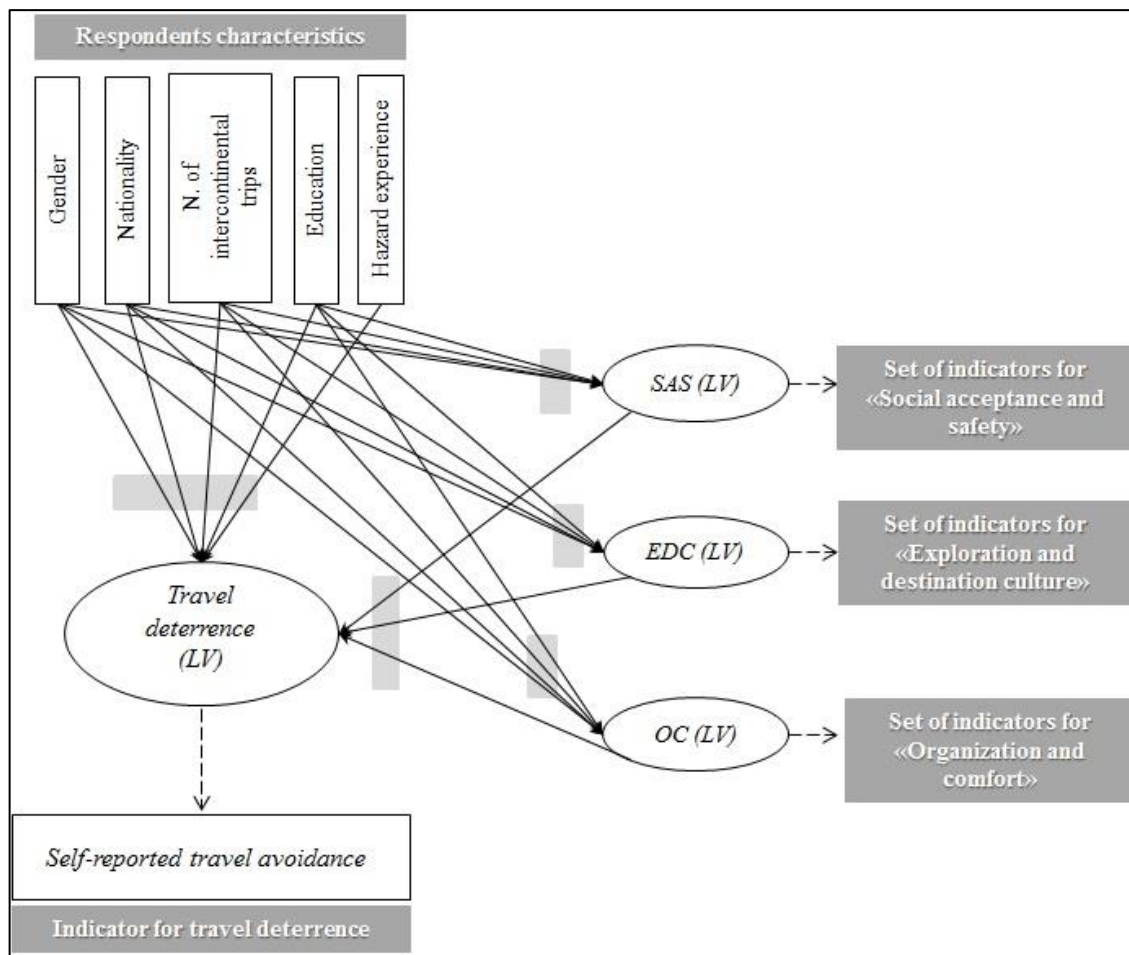 Respondents characteristics
Gender
Nationality
N. of
intercontinental
trips
Education
Hazard experience
SAS (LV)
Set of indicators for
«Social acceptance and
safety»
EDC (LV)
Set of indicators for
«Exploration and
destination culture»
Travel
deterrence
(LV)
OC (LV)
Set of indicators for
«Organization and
comfort»
Self-reported travel avoidance
Indicator for travel deterrence